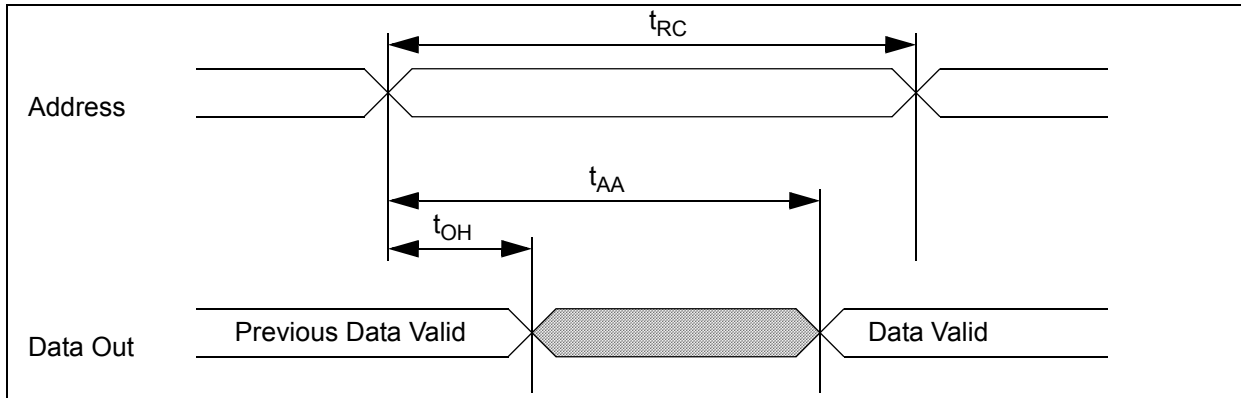 tRC
Address
tAA
tOH
Previous Data Valid
Data Valid
Data Out